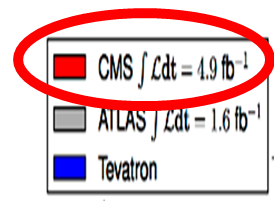 CMS ∫ ℒdt = 4.9 fb⁻¹
ATLAS ∫ ℒdt = 1.6 fb⁻¹
Tevatron